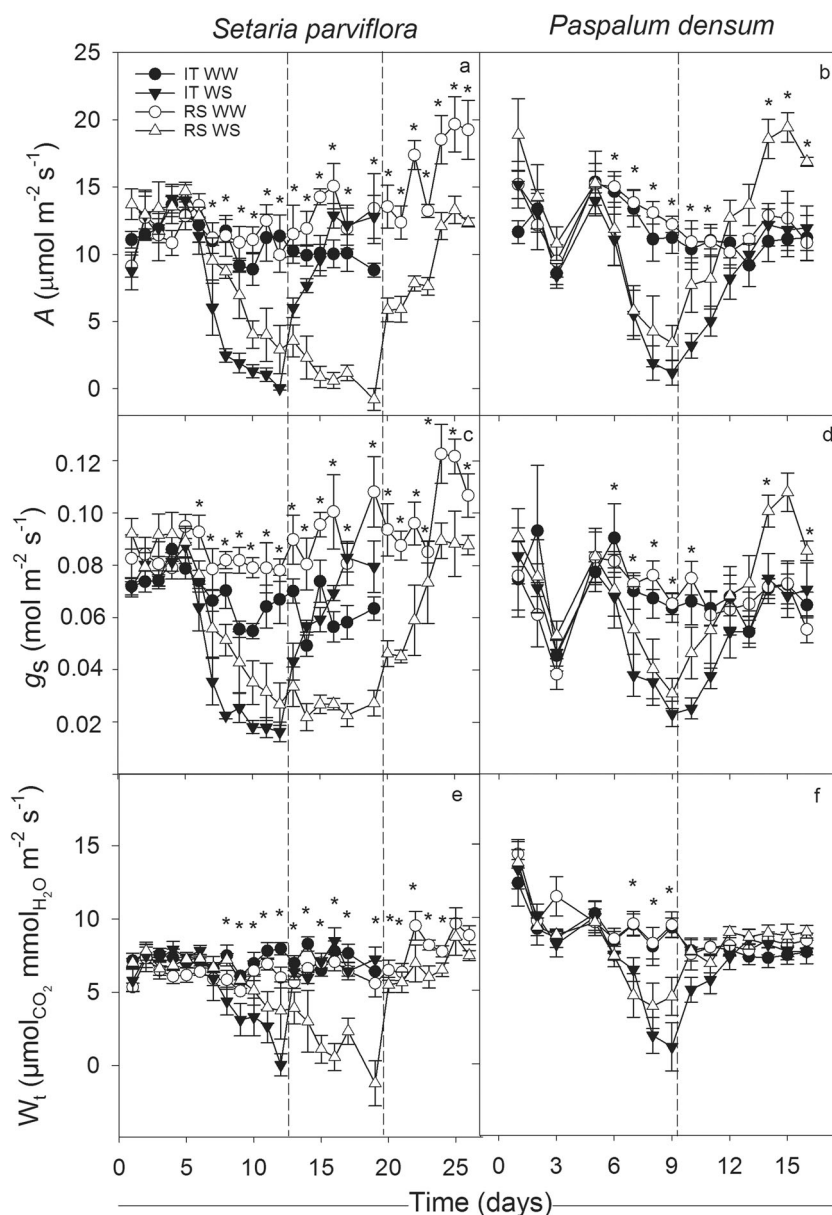 Setaria parviflora
Paspalum densum
25
20
15
10
5
0
A (µmol m⁻² s⁻¹)
IT WW
IT WS
RS WW
RS WS
a
b
* * * * * * * * * * * * * * * * * *
* * * * * * * * *
0.12
0.10
0.08
0.06
0.04
0.02
gS (mol m⁻² s⁻¹)
c
d
15
10
5
0
Wt (µmolCO₂ mmolH₂O m⁻² s⁻¹)
e
f
0 5 10 15 20 25
0 3 6 9 12 15
Time (days)